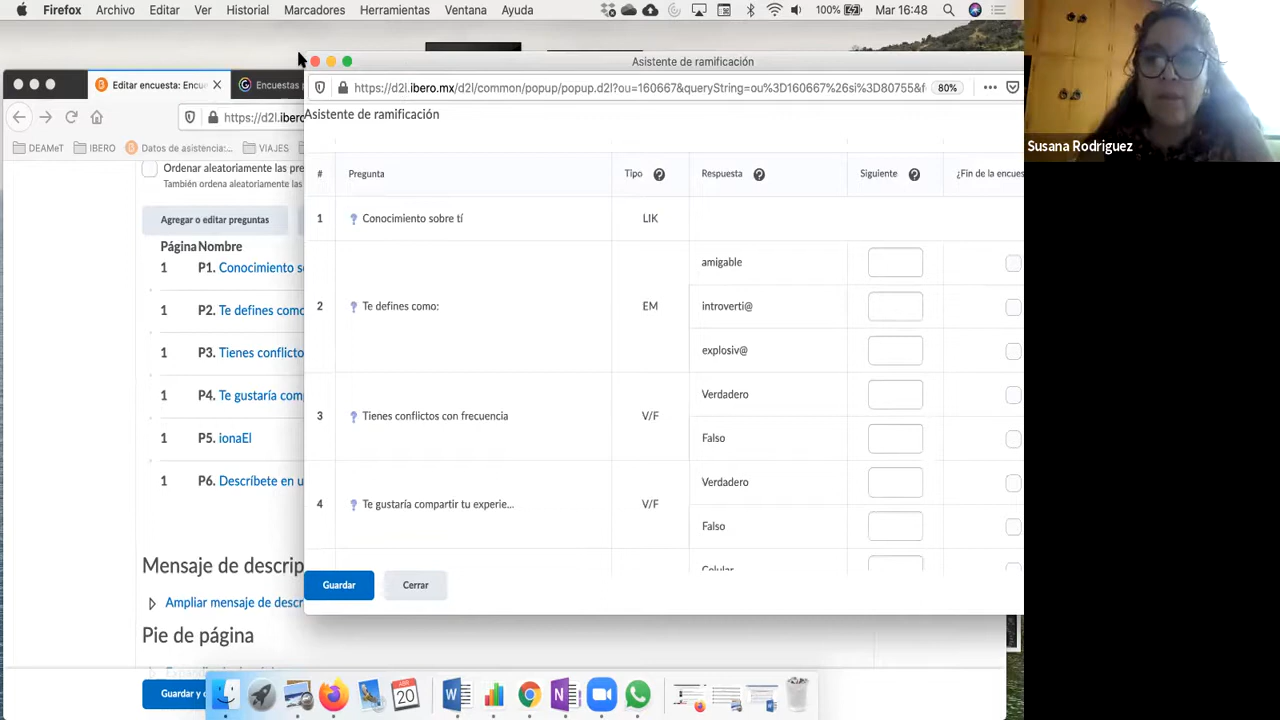 Firefox Archivo Editar Ver Historial Marcadores Herramientas Ventana Ayuda 100% Mar 16:48
Asistente de ramificación
Editar encuesta: Encue
Encuestas
https://d2l.ibero.mx/d2l/common/popup/popup.d2l?ou=160667&queryString=ou%3D160667%26si%3D80755&f 80%
https://d2l.ibero
Asistente de ramificación
DEAMeT IBERO Datos de asistencia:... VIAJES
Ordenar aleatoriamente las pre
También ordena aleatoriamente las
# Pregunta Tipo Respuesta Siguiente ¿Fin de la encues
Agregar o editar preguntas
1 Conocimiento sobre tí LIK
Página Nombre
1 P1. Conocimiento s
amigable
2 Te defines como: EM introverti@
1 P2. Te defines como
explosiv@
1 P3. Tienes conflicto
Verdadero
1 P4. Te gustaría com
3 Tienes conflictos con frecuencia V/F
Falso
1 P5. ionaEl
1 P6. Descríbete en u
Verdadero
4 Te gustaría compartir tu experie... V/F
Falso
Celular
Mensaje de descrip
Guardar Cerrar
Ampliar mensaje de descr
Pie de página
Guardar y c
20
Susana Rodriguez